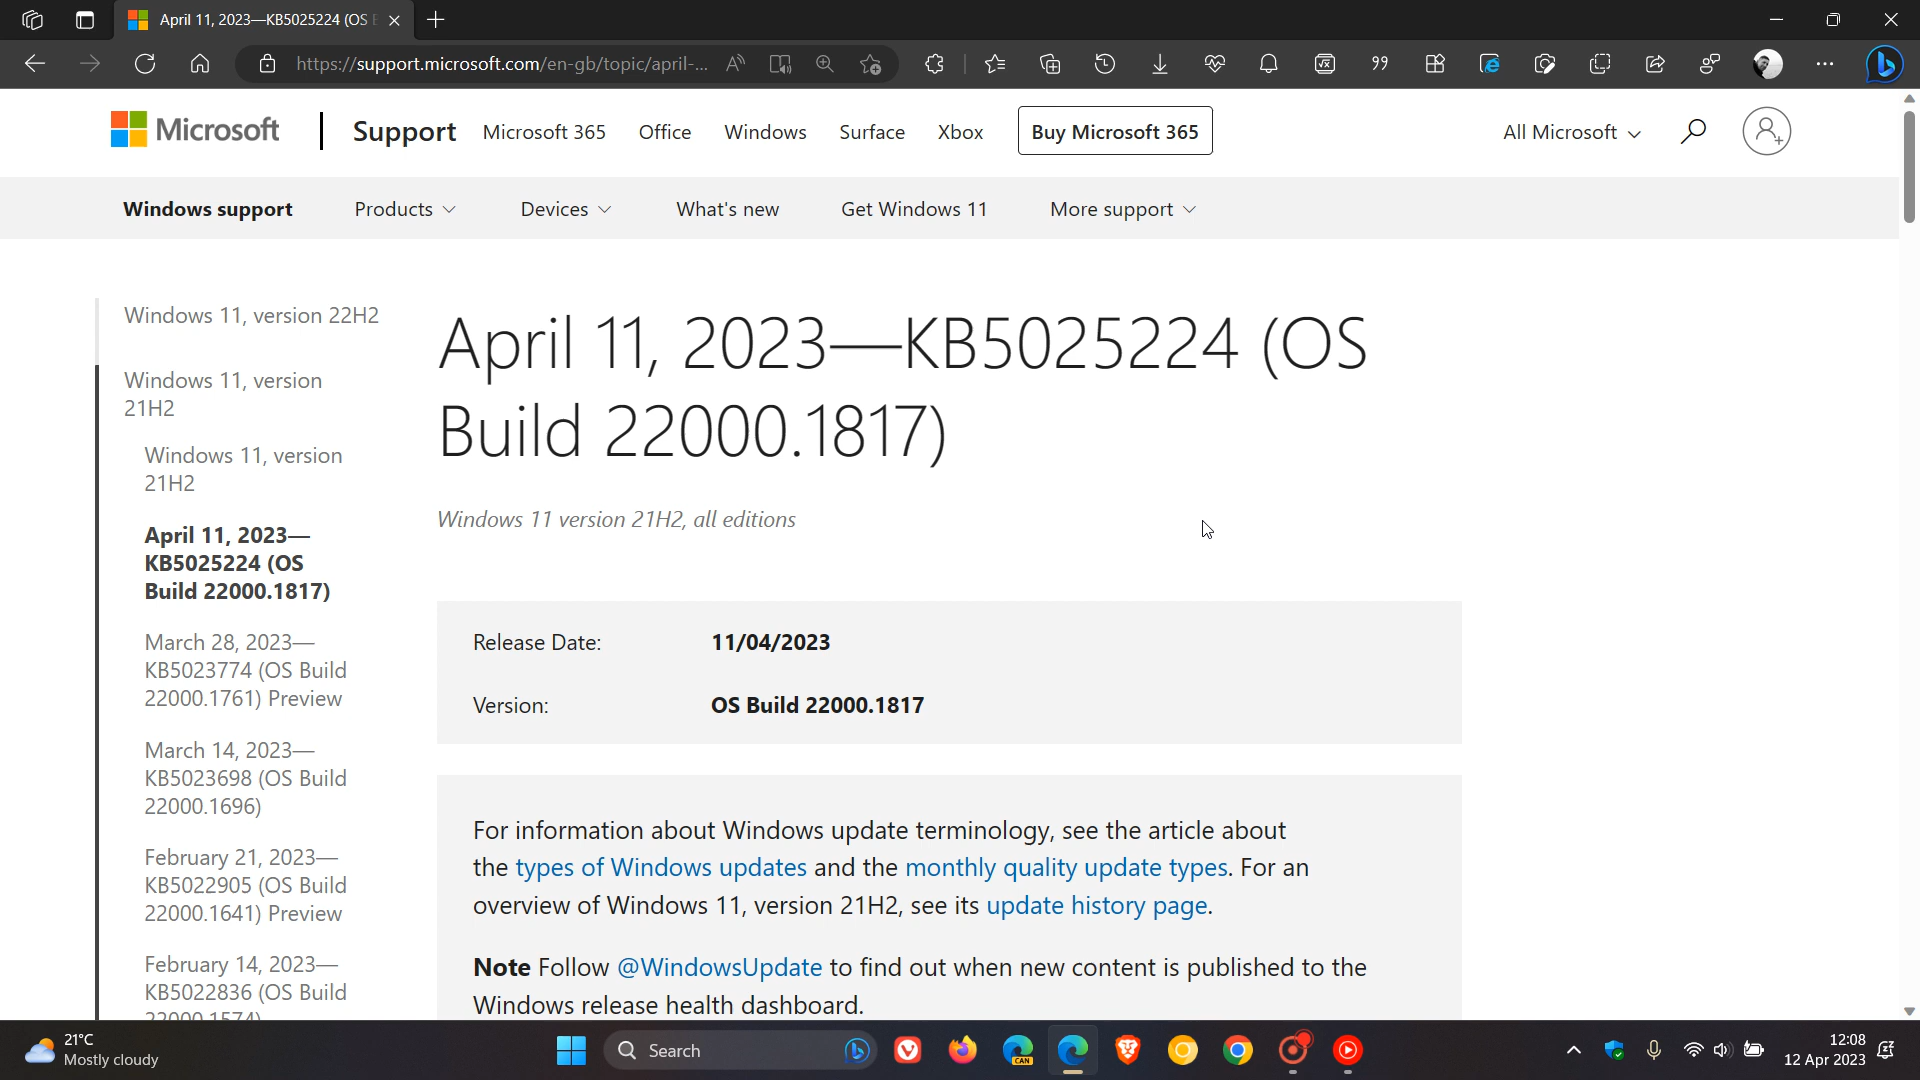 April 11, 2023—KB5025224 (OS
https://support.microsoft.com/en-gb/topic/april-...
Microsoft
Support
Microsoft 365
Office
Windows
Surface
Xbox
Buy Microsoft 365
All Microsoft
Windows support
Products
Devices
What's new
Get Windows 11
More support
Windows 11, version 22H2
Windows 11, version
21H2
Windows 11, version
21H2
April 11, 2023—
KB5025224 (OS
Build 22000.1817)
March 28, 2023—
KB5023774 (OS Build
22000.1761) Preview
March 14, 2023—
KB5023698 (OS Build
22000.1696)
February 21, 2023—
KB5022905 (OS Build
22000.1641) Preview
February 14, 2023—
KB5022836 (OS Build
22000.1574)
April 11, 2023—KB5025224 (OS
Build 22000.1817)
Windows 11 version 21H2, all editions
Release Date:
11/04/2023
Version:
OS Build 22000.1817
For information about Windows update terminology, see the article about
the types of Windows updates and the monthly quality update types. For an
overview of Windows 11, version 21H2, see its update history page.
Note Follow @WindowsUpdate to find out when new content is published to the
Windows release health dashboard.
21°C
Mostly cloudy
Search
CAN
12:08
12 Apr 2023